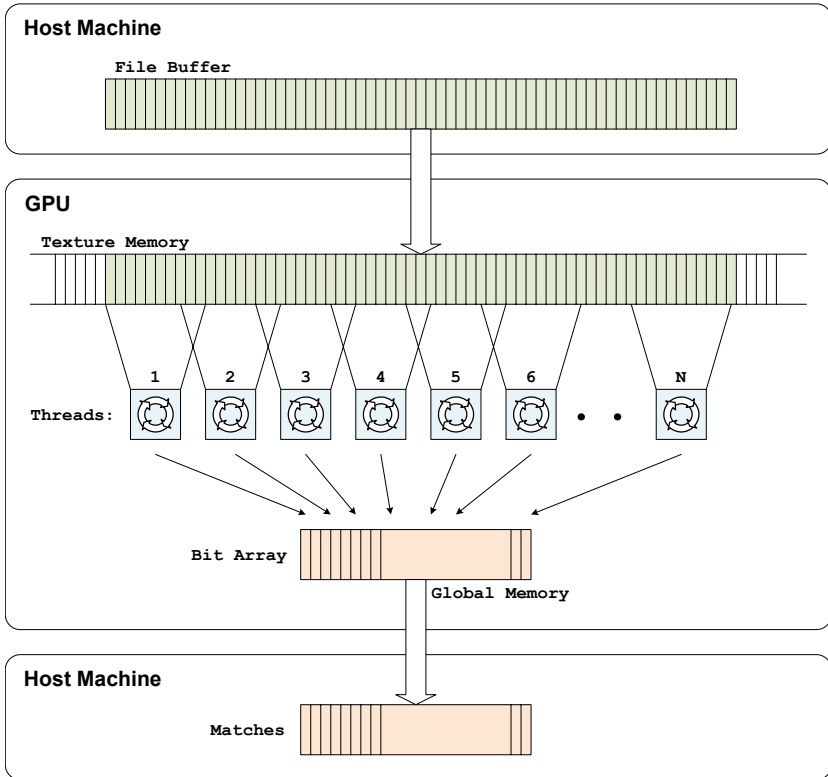 Host Machine
File Buffer
GPU
Texture Memory
1 2 3 4 5 6 N
Threads:
Bit Array
Global Memory
Host Machine
Matches